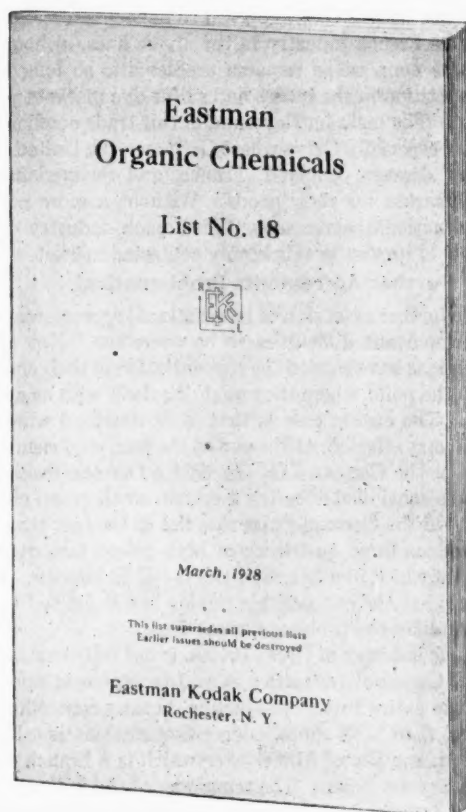 Eastman
Organic Chemicals
List No. 18
March, 1928
This list supersedes all previous lists
Earlier issues should be destroyed
Eastman Kodak Company
Rochester, N. Y.